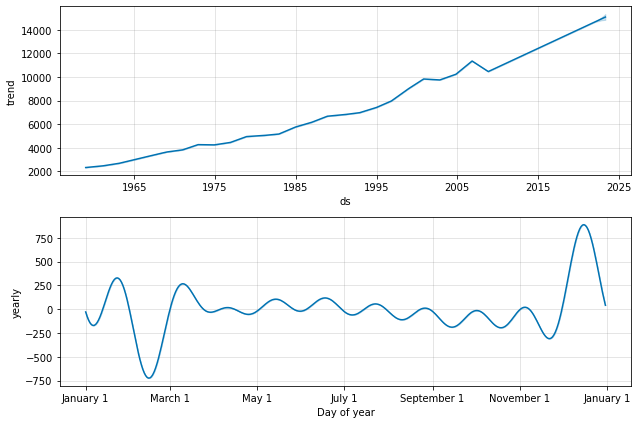 14000
12000
10000
8000
6000
4000
2000
trend
1965 1975 1985 1995 2005 2015 2025
ds
750
500
250
0
−250
−500
−750
yearly
January 1 March 1 May 1 July 1 September 1 November 1 January 1
Day of year